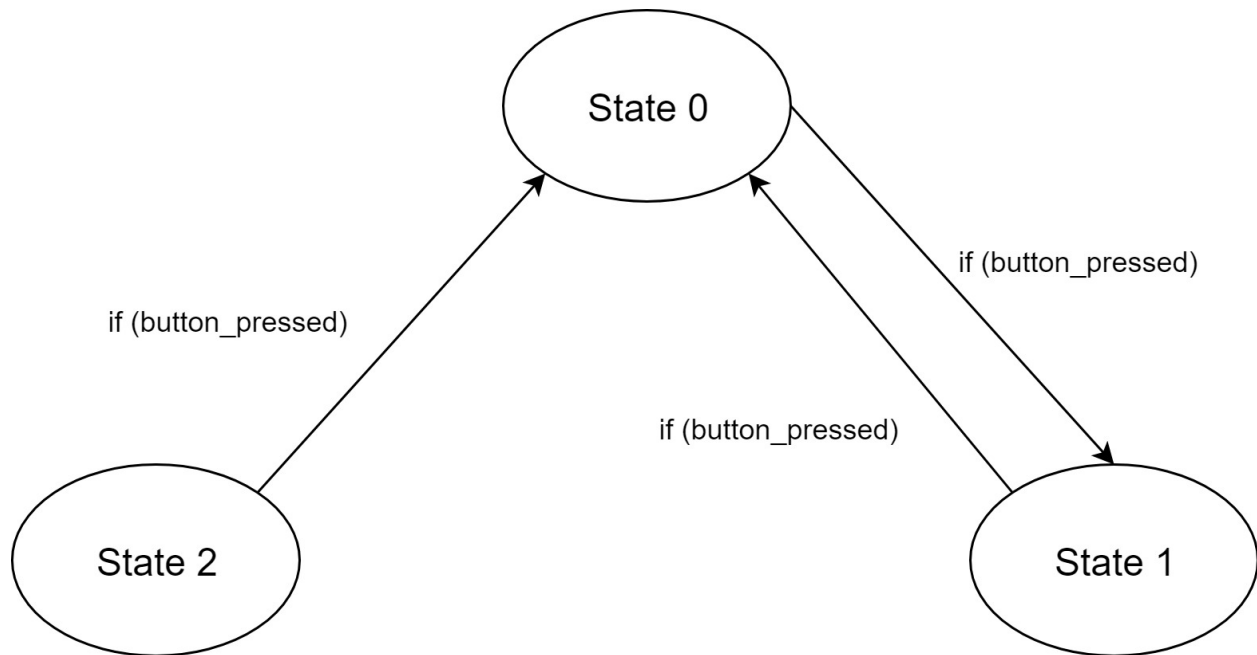 State 0
if (button_pressed)
if (button_pressed)
if (button_pressed)
State 2
State 1